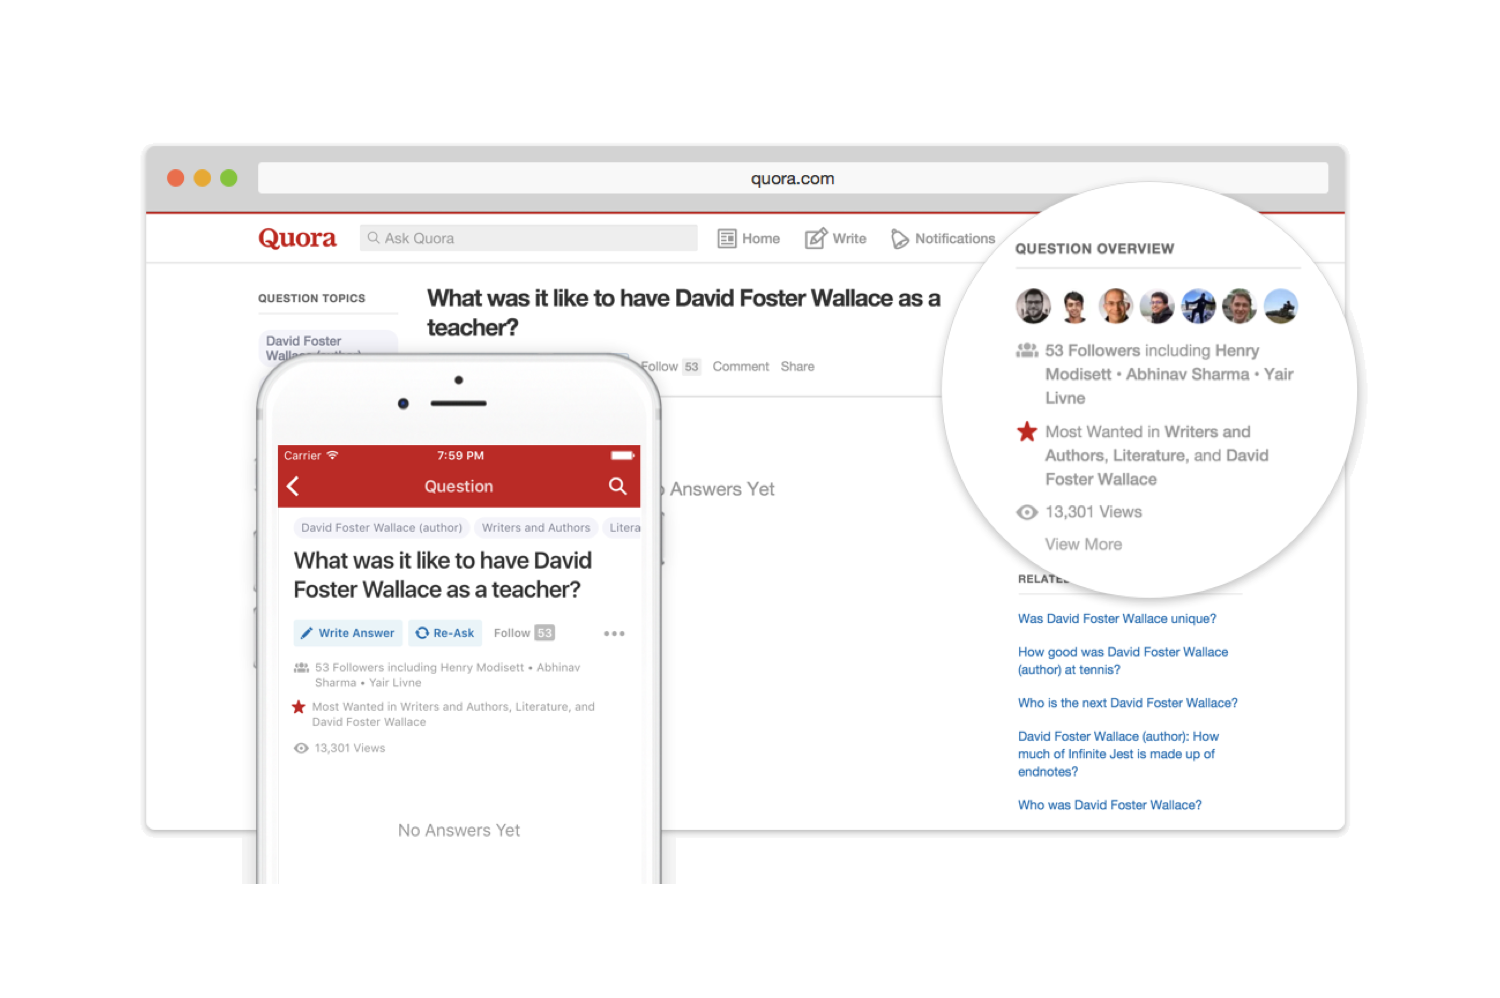 quora.com
Quora
Ask Quora
Home
Write
Notifications
QUESTION TOPICS
David Foster
Wallace (author)
What was it like to have David Foster Wallace as a
teacher?
Follow 53
Comment
Share
Answers Yet
QUESTION OVERVIEW
53 Followers including Henry
Modisett • Abhinav Sharma • Yair
Livne
Most Wanted in Writers and
Authors, Literature, and David
Foster Wallace
13,301 Views
View More
RELATE
Was David Foster Wallace unique?
How good was David Foster Wallace
(author) at tennis?
Who is the next David Foster Wallace?
David Foster Wallace (author): How
much of Infinite Jest is made up of
endnotes?
Who was David Foster Wallace?
Carrier
7:59 PM
Question
David Foster Wallace (author)
Writers and Authors
Litera
What was it like to have David
Foster Wallace as a teacher?
Write Answer
Re-Ask
Follow 53
53 Followers including Henry Modisett • Abhinav
Sharma • Yair Livne
Most Wanted in Writers and Authors, Literature, and
David Foster Wallace
13,301 Views
No Answers Yet